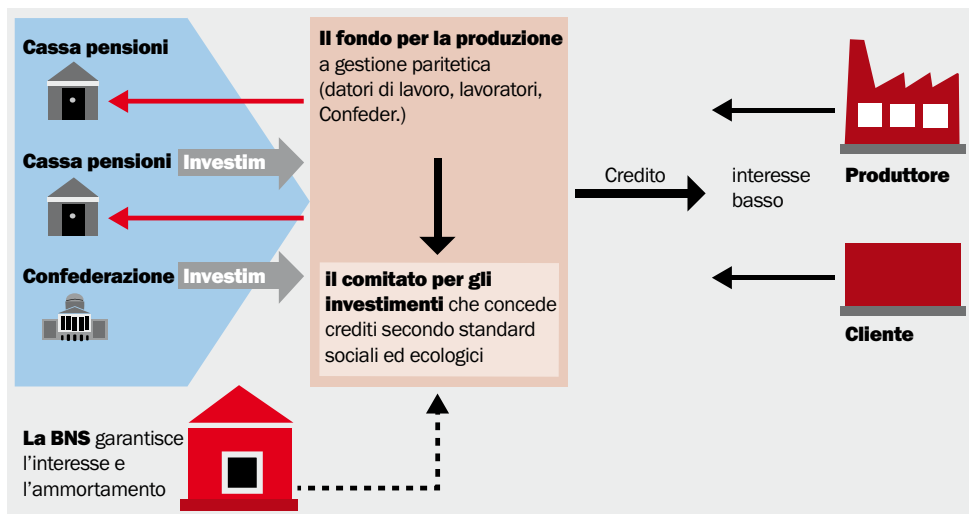 Cassa pensioni
Cassa pensioni
Investim
Confederazione
Investim
Il fondo per la produzione
a gestione paritetica
(datori di lavoro, lavoratori,
Confeder.)
il comitato per gli
investimenti che concede
crediti secondo standard
sociali ed ecologici
Credito
interesse
basso
Produttore
Cliente
La BNS garantisce
l'interesse e
l'ammortamento